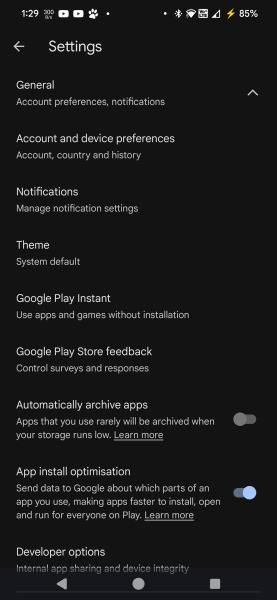 1:29 300 B/s 85%
Settings
General
Account preferences, notifications
Account and device preferences
Account, country and history
Notifications
Manage notification settings
Theme
System default
Google Play Instant
Use apps and games without installation
Google Play Store feedback
Control surveys and responses
Automatically archive apps
Apps that you use rarely will be archived when
your storage runs low. Learn more
App install optimisation
Send data to Google about which parts of an
app you use, making apps faster to install, open
and run for everyone on Play. Learn more
Developer options
Internal app sharing and device integrity